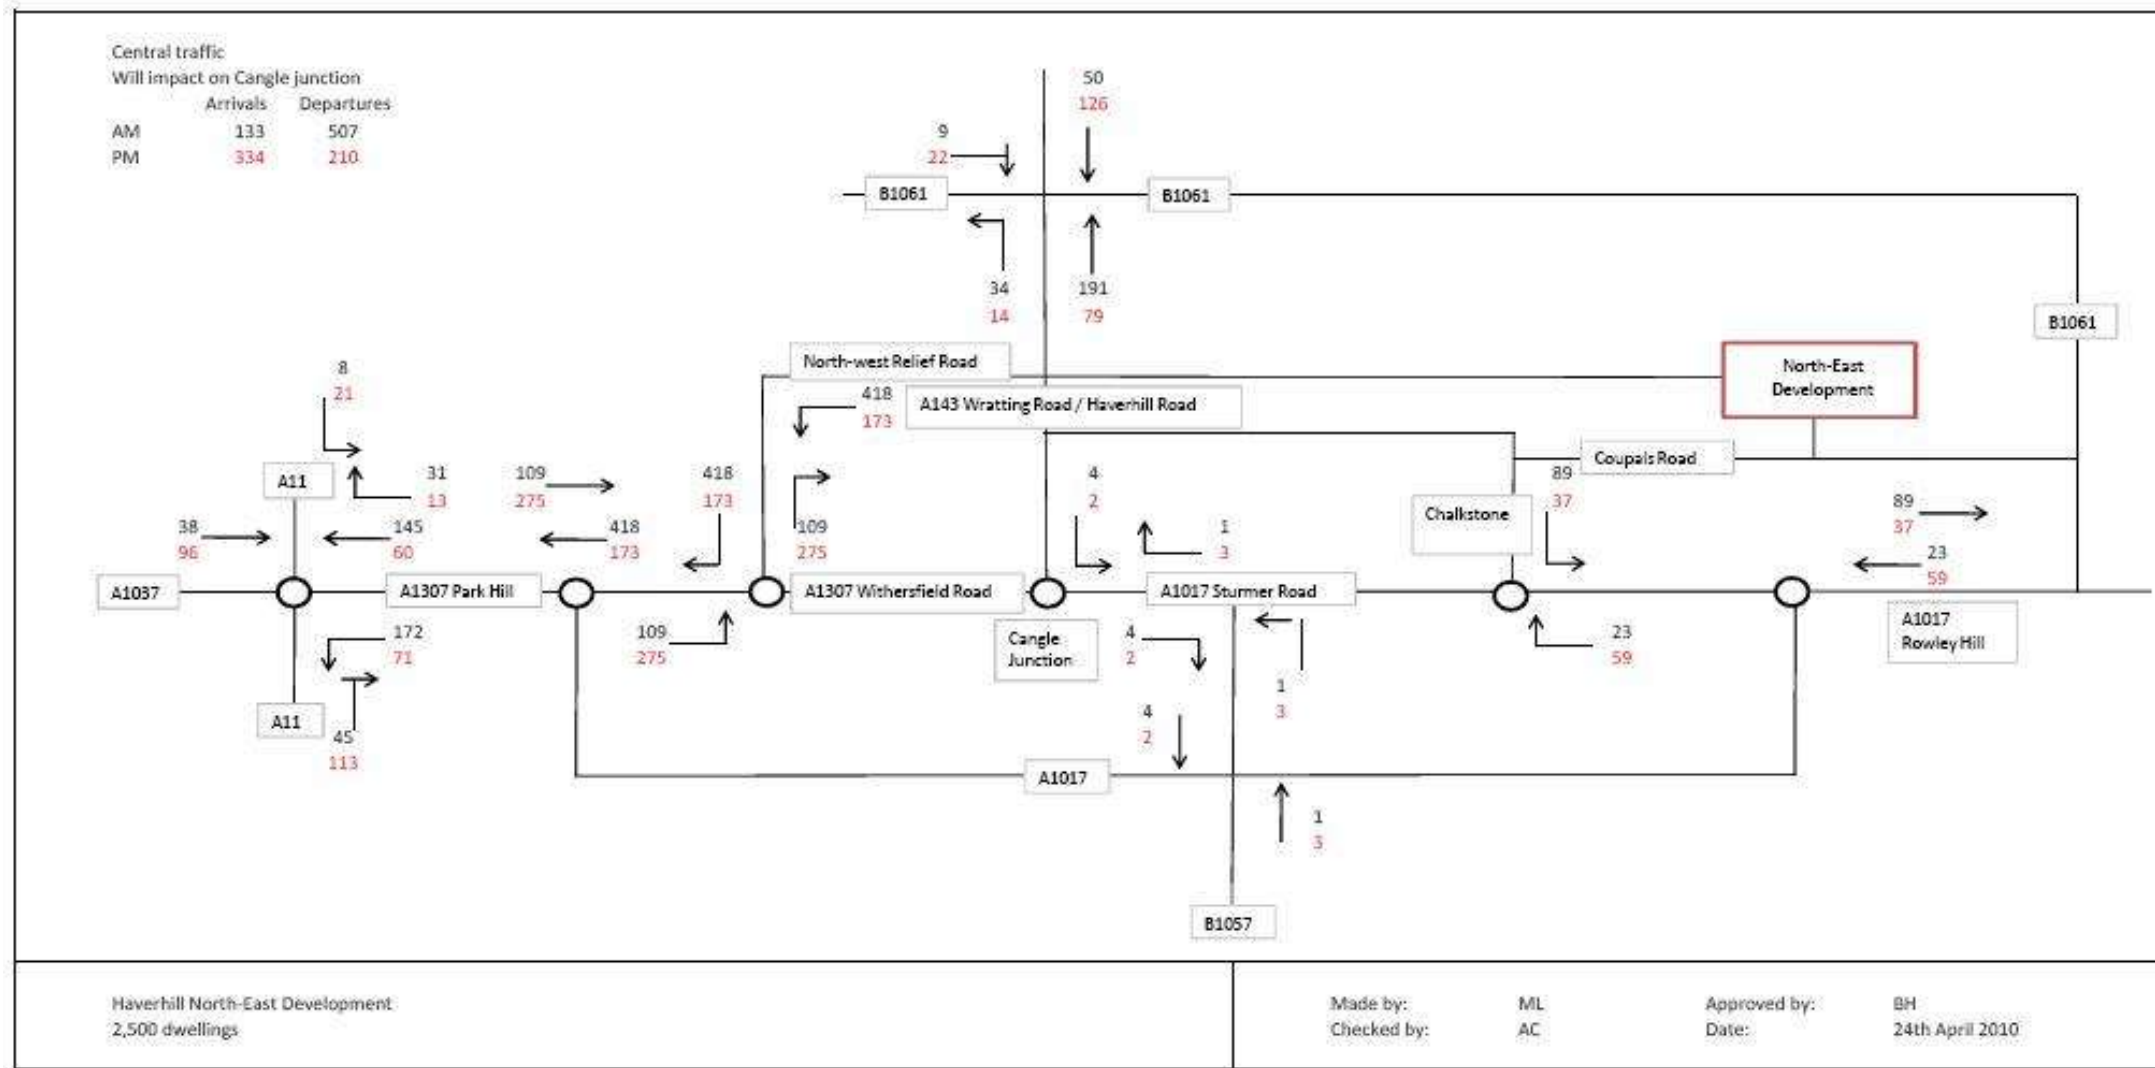 Central traffic
Will impact on Cangle junction
Arrivals Departures
AM 133 507
PM 334 210
50
126
9
22
B1061
B1061
34
14
191
79
B1061
North-west Relief Road
North-East
Development
8
21
418
173
A143 Wratting Road / Haverhill Road
A11
31
13
109
275
418
173
4
2
Coupals Road
89
37
89
37
Chalkstone
38
96
145
60
418
173
109
275
1
3
23
59
A1037
A1307 Park Hill
A1307 Withersfield Road
A1017 Sturmer Road
A1017
Rowley Hill
172
71
109
275
Cangle
Junction
4
2
23
59
1
3
A11
45
113
4
2
A1017
1
3
B1057
Haverhill North-East Development
2,500 dwellings
Made by: ML Approved by: BH
Checked by: AC Date: 24th April 2010